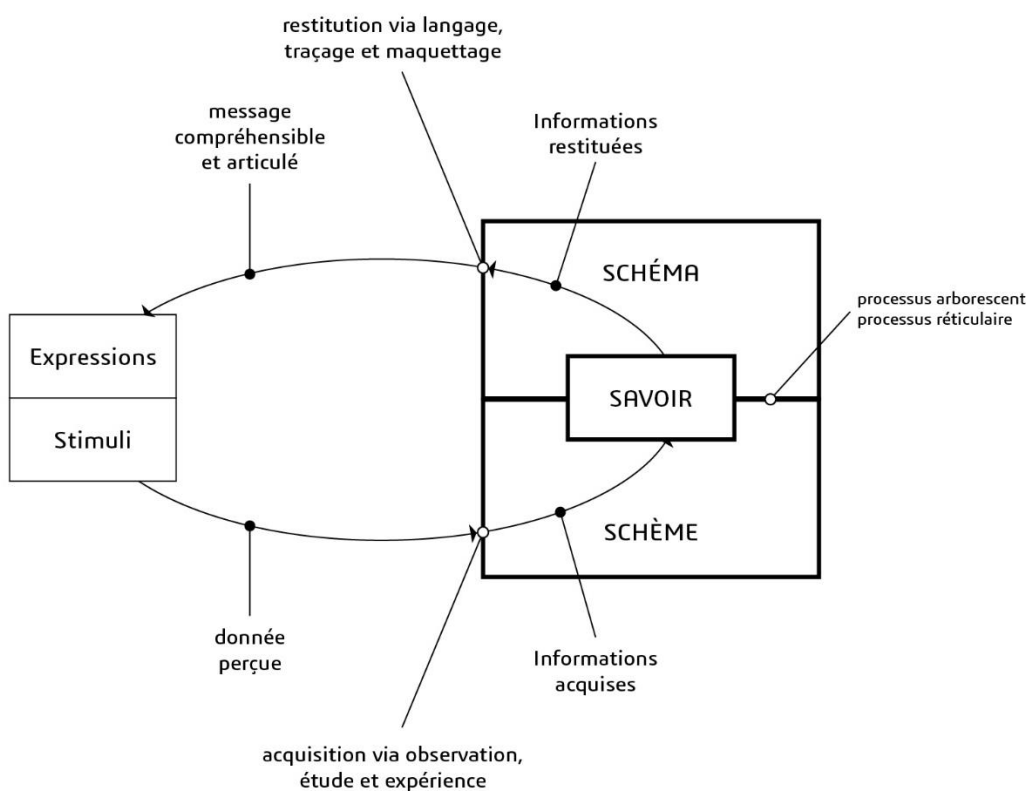 restitution via langage,
traçage et maquettage
message
compréhensible
et articulé
Informations
restituées
SCHÉMA
processus arborescent
processus réticulaire
Expressions
SAVOIR
Stimuli
SCHÈME
donnée
perçue
Informations
acquises
acquisition via observation,
étude et expérience